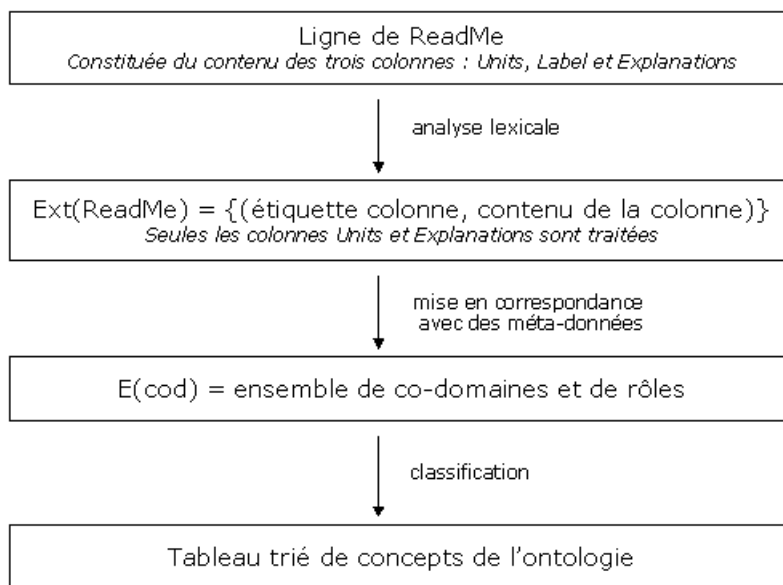 Ligne de ReadMe
Constituée du contenu des trois colonnes : Units, Label et Explanations
analyse lexicale
Ext(ReadMe) = {(étiquette colonne, contenu de la colonne)}
Seules les colonnes Units et Explanations sont traitées
mise en correspondance
avec des méta-données
E(cod) = ensemble de co-domaines et de rôles
classification
Tableau trié de concepts de l'ontologie